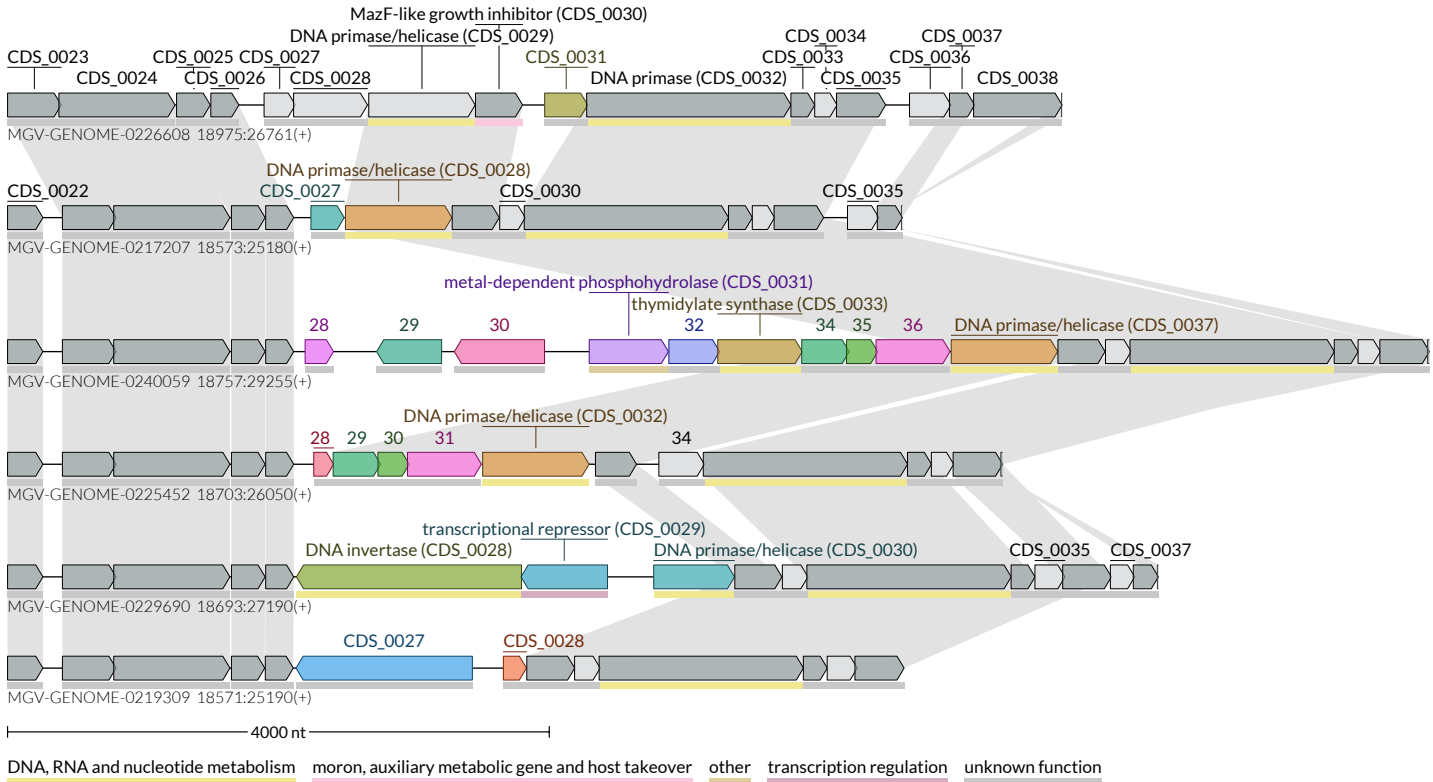 MazF-like growth inhibitor (CDS_0030)
DNA primase/helicase (CDS_0029)
CDS_0034 CDS_0037
CDS_0023 CDS_0025 CDS_0027 CDS_0031 CDS_0033 CDS_0036
CDS_0024 CDS_0026 CDS_0028 DNA primase (CDS_0032) CDS_0035 CDS_0038
MGV-GENOME-0226608 18975:26761(+)
DNA primase/helicase (CDS_0028)
CDS_0022 CDS_0027 CDS_0030 CDS_0035
MGV-GENOME-0217207 18573:25180(+)
metal-dependent phosphohydrolase (CDS_0031)
thymidylate synthase (CDS_0033)
28 29 30 32 34 35 36 DNA primase/helicase (CDS_0037)
MGV-GENOME-0240059 18757:29255(+)
DNA primase/helicase (CDS_0032)
28 29 30 31 34
MGV-GENOME-0225452 18703:26050(+)
transcriptional repressor (CDS_0029)
DNA invertase (CDS_0028) DNA primase/helicase (CDS_0030) CDS_0035 CDS_0037
MGV-GENOME-0229690 18693:27190(+)
CDS_0027 CDS_0028
MGV-GENOME-0219309 18571:25190(+)
4000 nt
DNA, RNA and nucleotide metabolism moron, auxiliary metabolic gene and host takeover other transcription regulation unknown function